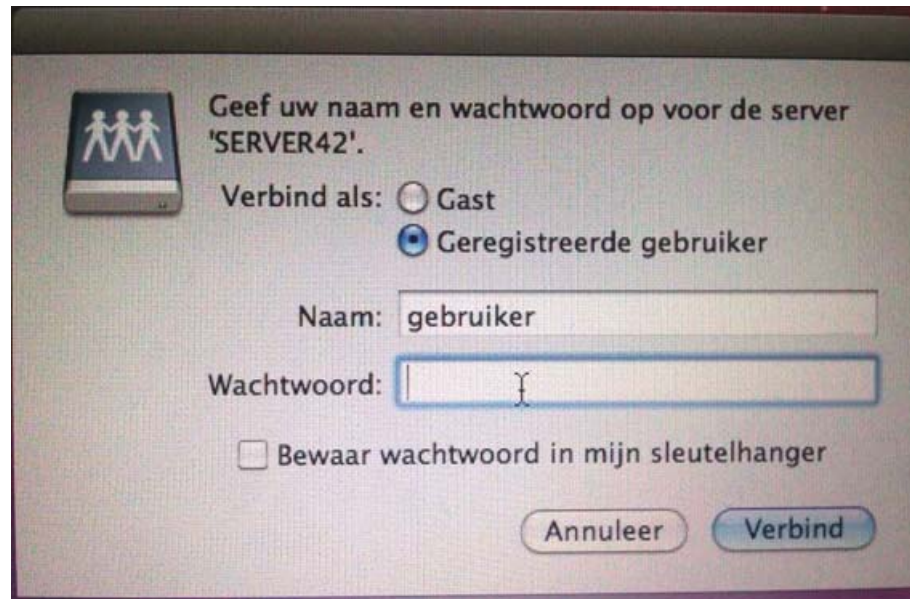 Geef uw naam en wachtwoord op voor de server
'SERVER42'.
Verbind als: Gast
Geregistreerde gebruiker
Naam: gebruiker
Wachtwoord:
Bewaar wachtwoord in mijn sleutelhanger
Annuleer Verbind